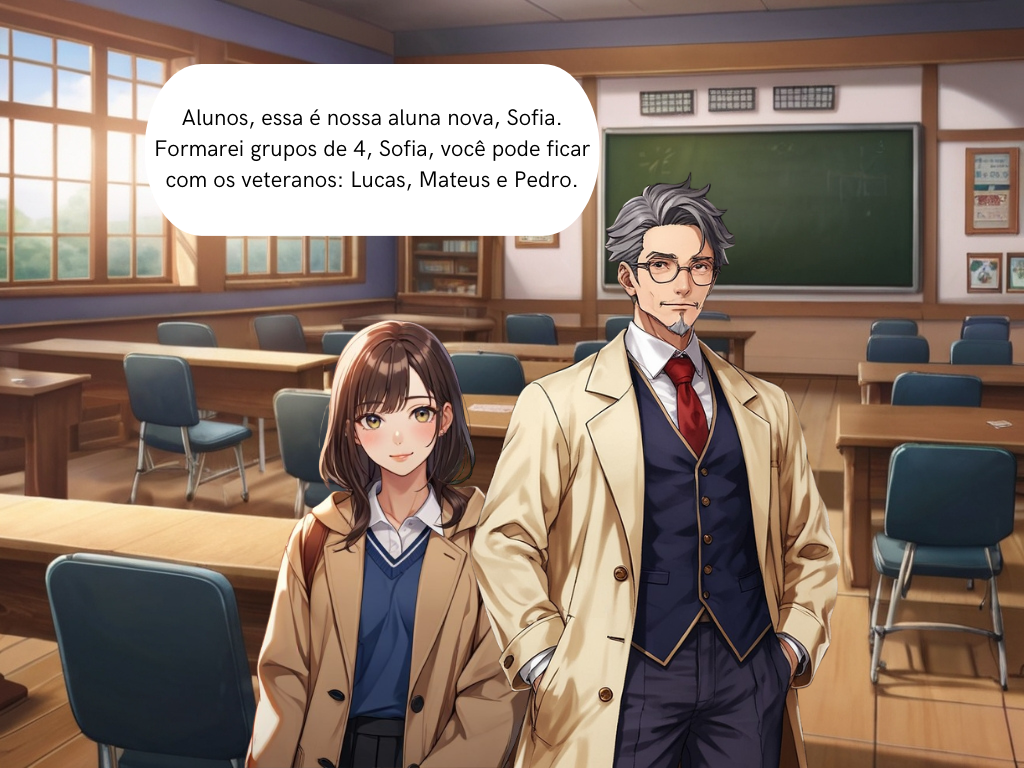 Alunos, essa é nossa aluna nova, Sofia.
Formarei grupos de 4, Sofia, você pode ficar
com os veteranos: Lucas, Mateus e Pedro.